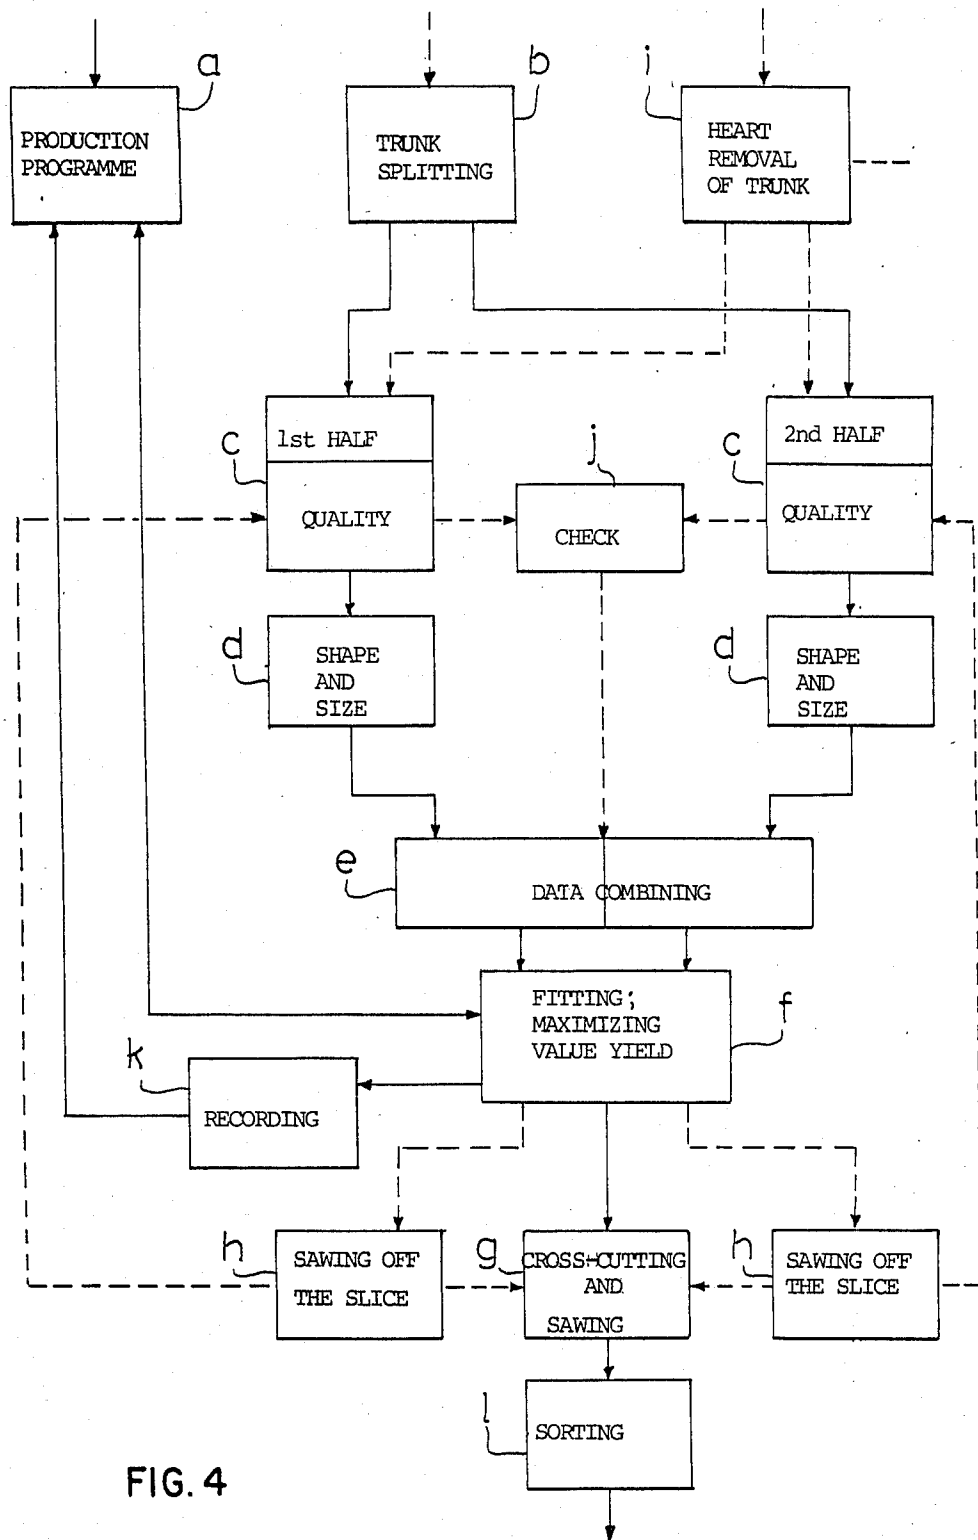 a
PRODUCTION
PROGRAMME
b
TRUNK
SPLITTING
i
HEART
REMOVAL
OF TRUNK
1st HALF
c
QUALITY
j
CHECK
2nd HALF
c
QUALITY
d
SHAPE
AND
SIZE
d
SHAPE
AND
SIZE
e
DATA COMBINING
FITTING;
MAXIMIZING
VALUE YIELD
f
k
RECORDING
h
SAWING OFF
THE SLICE
g
CROSS-CUTTING
AND
SAWING
h
SAWING OFF
THE SLICE
l
SORTING
FIG. 4